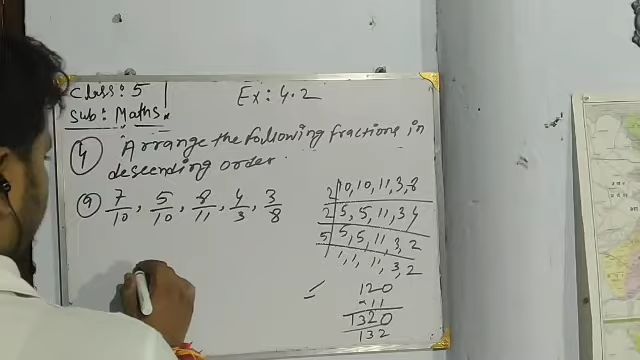 Class: 5
Sub: Maths!
Ex: 4.2
4 Arrange the following fractions in
descending order.
a 7/10, 5/10, 8/11, 4/3, 3/8
2 10, 10, 11, 3, 8
2 5, 5, 11, 3 4
5 5, 5, 11, 3, 2
1, 1, 11, 3, 2
120
× 11
1320
132